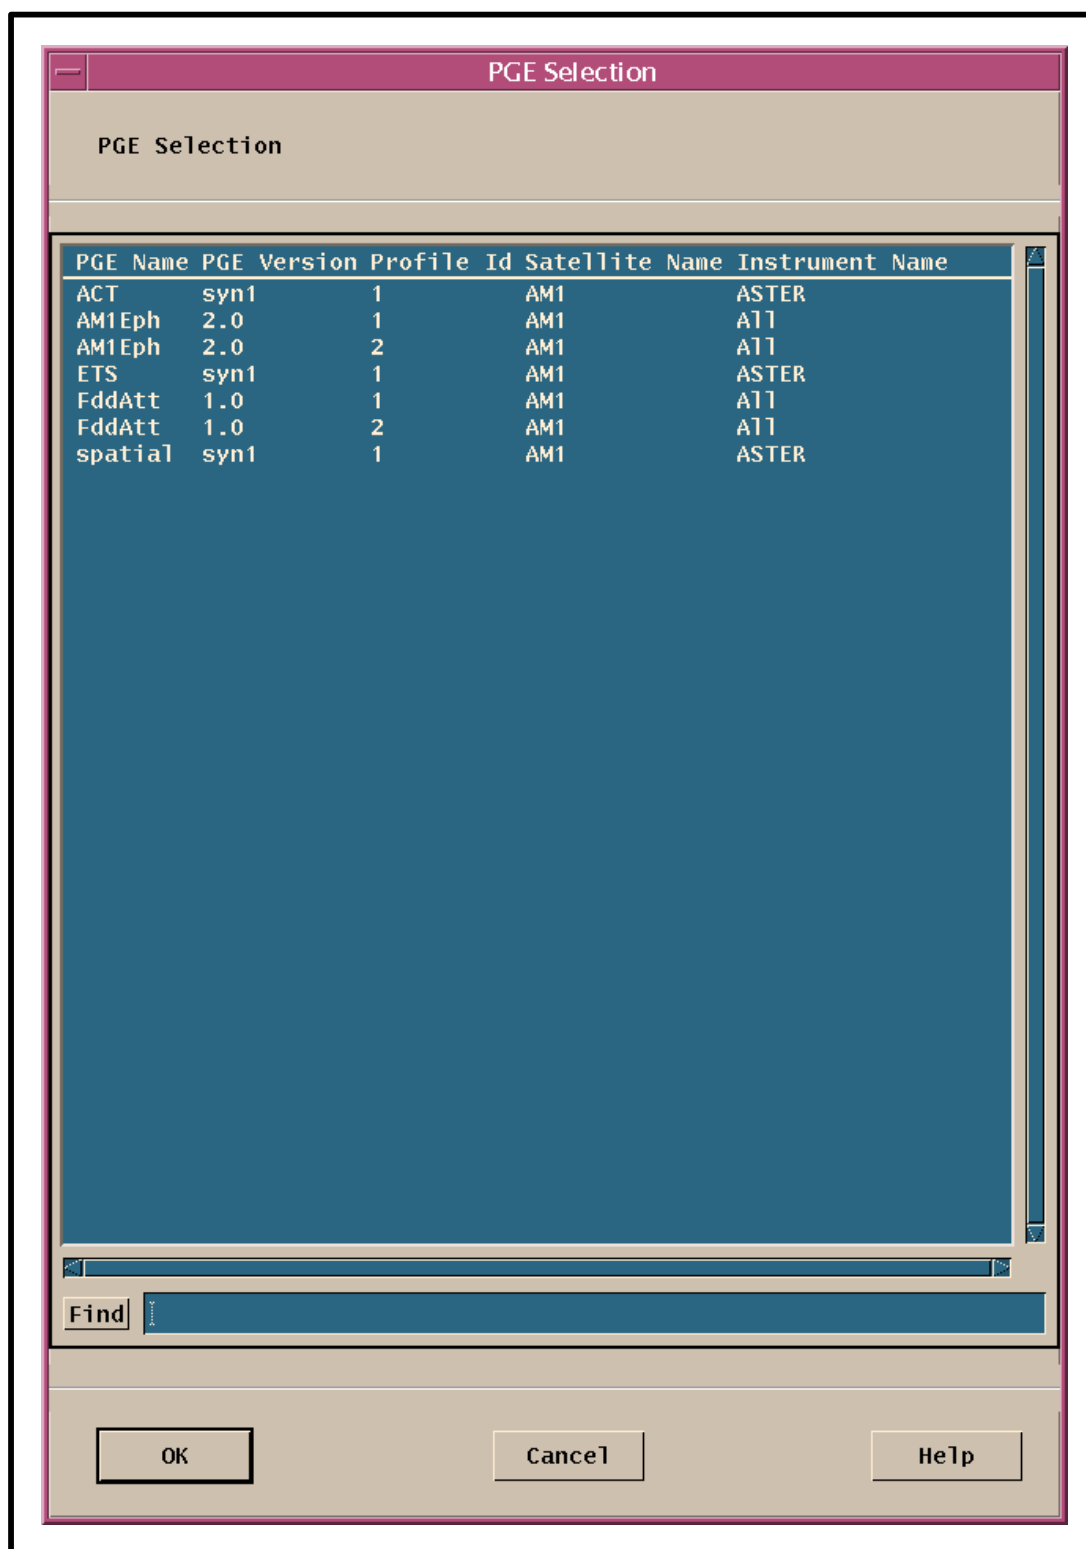 PGE Selection
PGE Selection
PGE Name PGE Version Profile Id Satellite Name Instrument Name
ACT syn1 1 AM1 ASTER
AM1Eph 2.0 1 AM1 All
AM1Eph 2.0 2 AM1 All
ETS syn1 1 AM1 ASTER
FddAtt 1.0 1 AM1 All
FddAtt 1.0 2 AM1 All
spatial syn1 1 AM1 ASTER
Find
OK Cancel Help